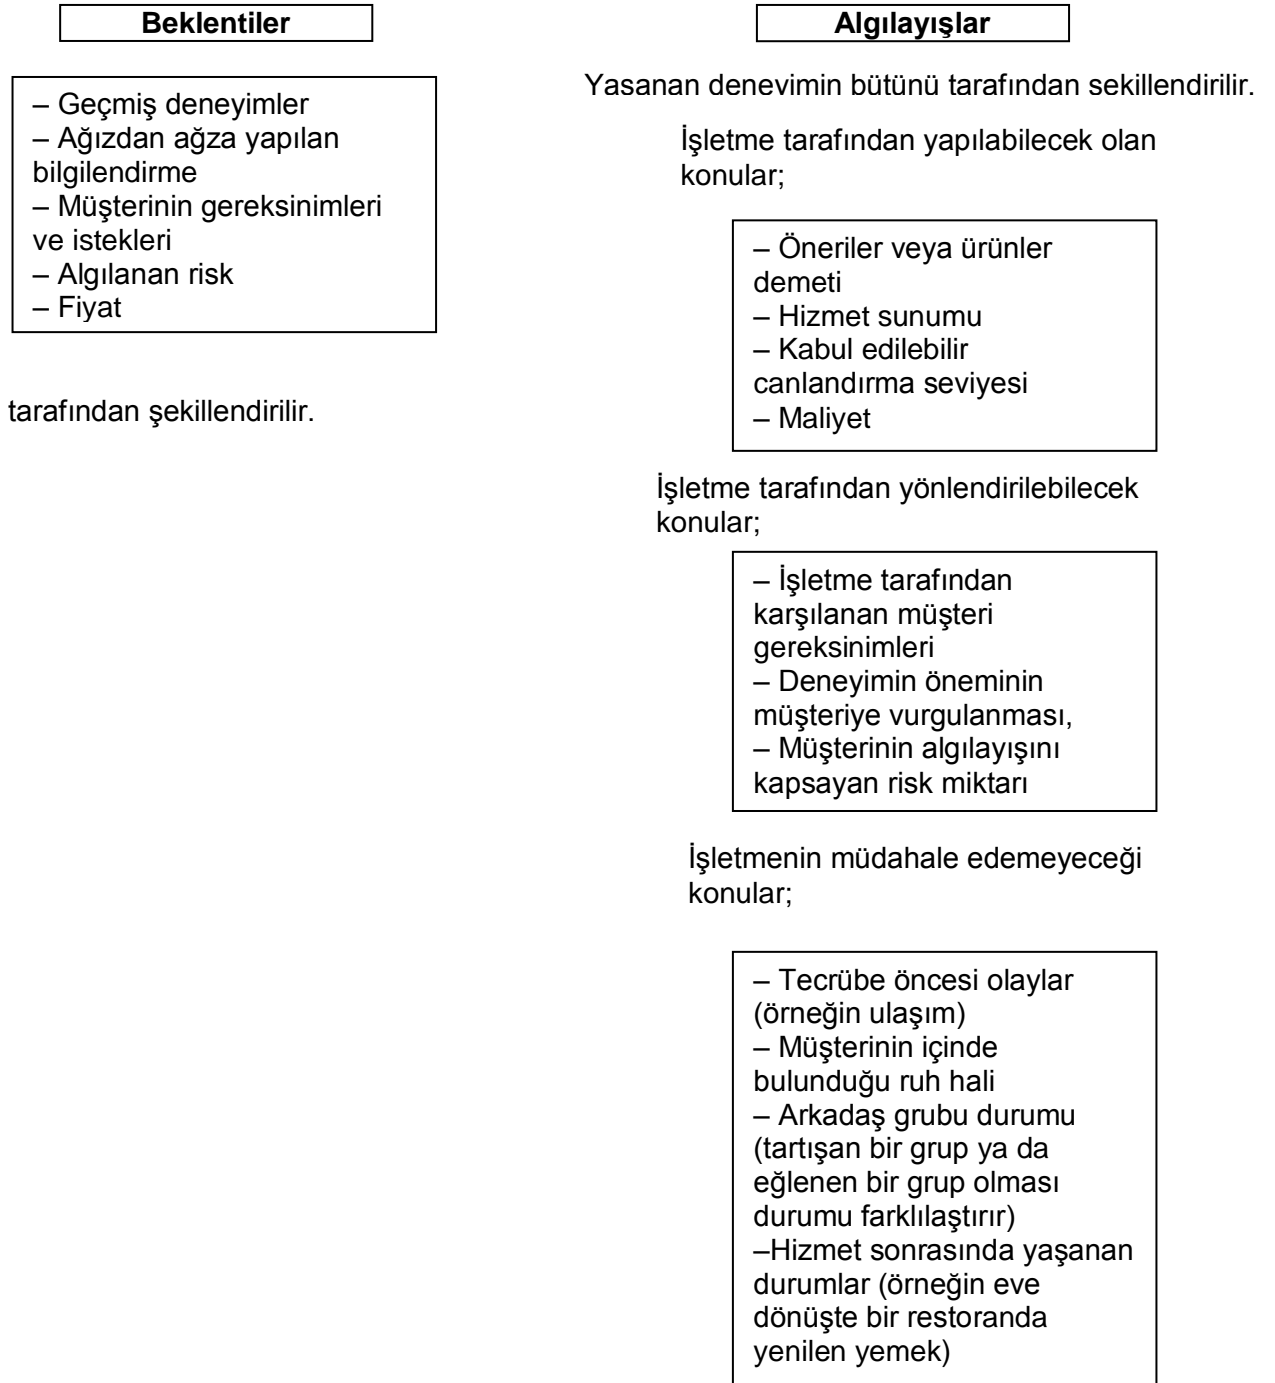 Beklentiler
– Geçmiş deneyimler
– Ağızdan ağza yapılan
bilgilendirme
– Müşterinin gereksinimleri
ve istekleri
– Algılanan risk
– Fiyat
tarafından şekillendirilir.
Algılayışlar
Yasanan denevimin bütünü tarafından sekillendirilir.
İşletme tarafından yapılabilecek olan
konular;
– Öneriler veya ürünler
demeti
– Hizmet sunumu
– Kabul edilebilir
canlandırma seviyesi
– Maliyet
İşletme tarafından yönlendirilebilecek
konular;
– İşletme tarafından
karşılanan müşteri
gereksinimleri
– Deneyimin öneminin
müşteriye vurgulanması,
– Müşterinin algılayışını
kapsayan risk miktarı
İşletmenin müdahale edemeyeceği
konular;
– Tecrübe öncesi olaylar
(örneğin ulaşım)
– Müşterinin içinde
bulunduğu ruh hali
– Arkadaş grubu durumu
(tartışan bir grup ya da
eğlenen bir grup olması
durumu farklılaştırır)
–Hizmet sonrasında yaşanan
durumlar (örneğin eve
dönüşte bir restoranda
yenilen yemek)